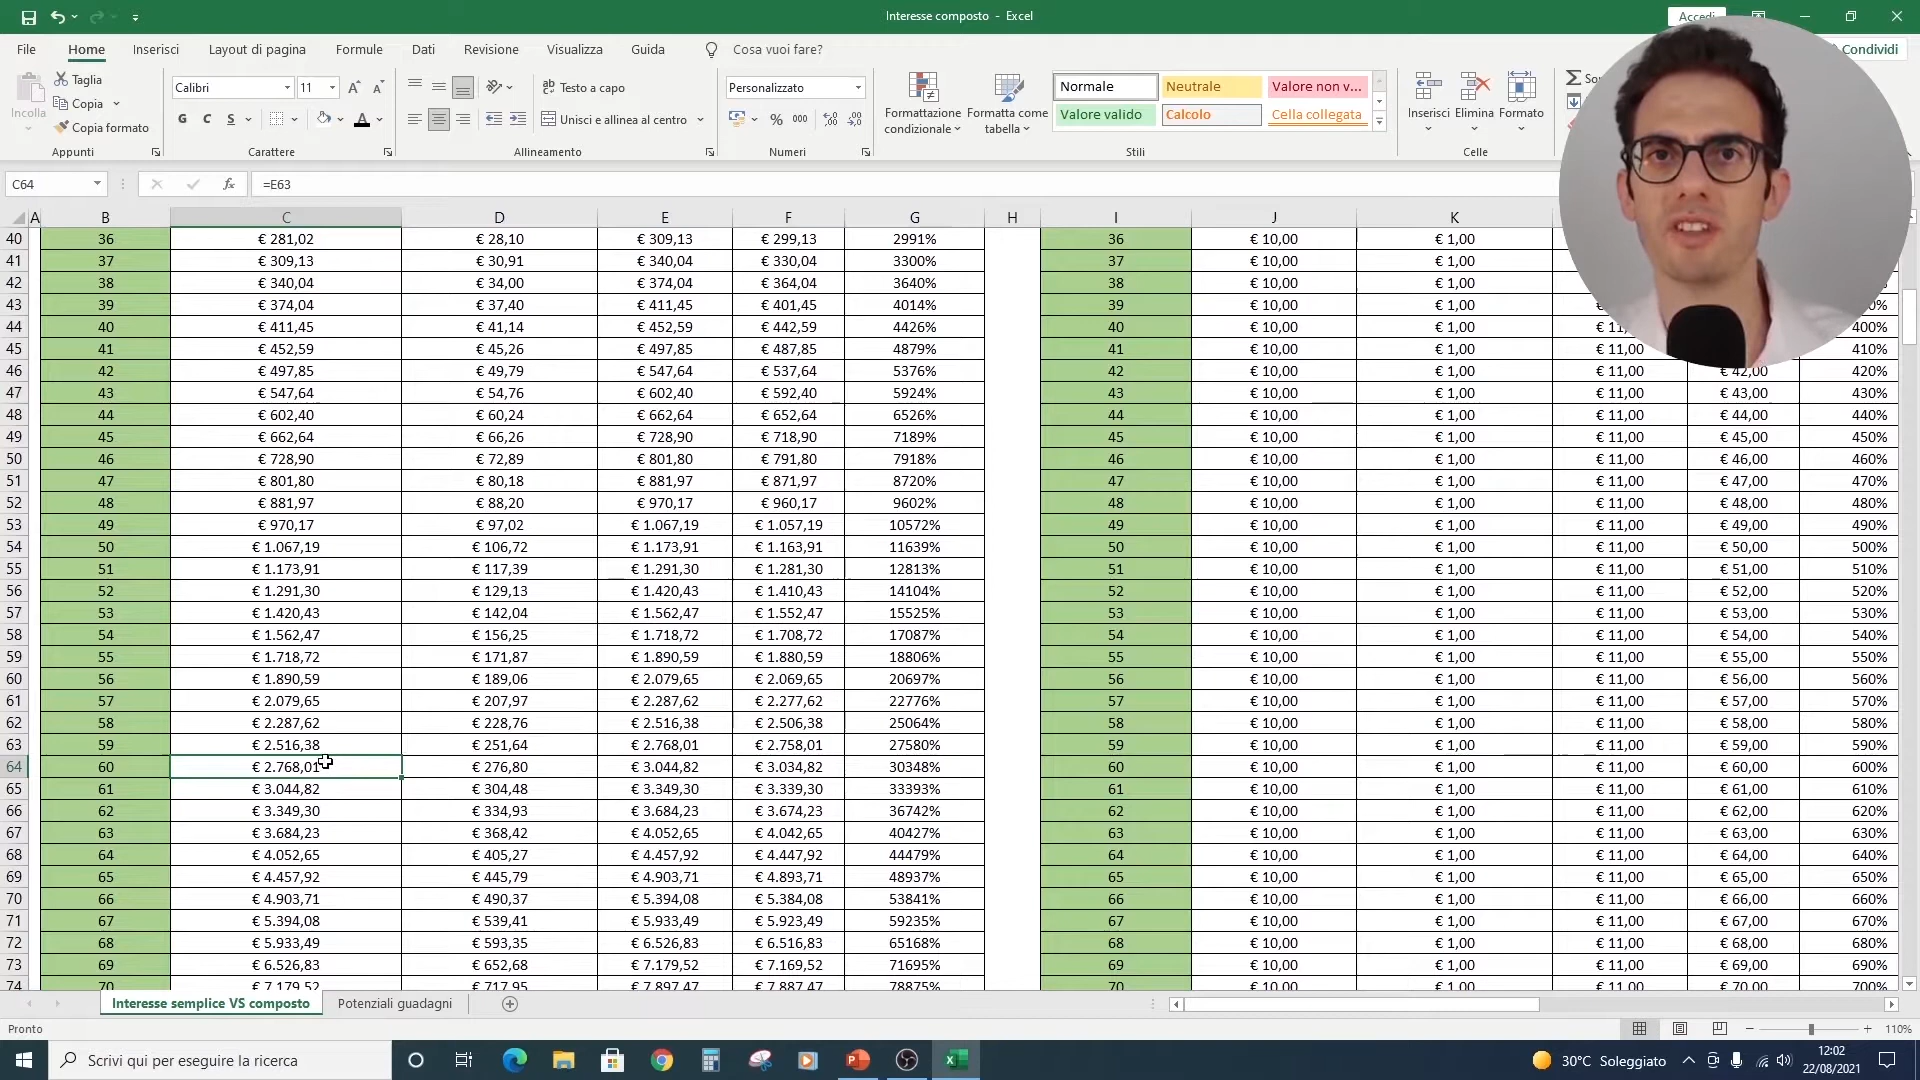 Interesse composto - Excel
Accedi
File Home Inserisci Layout di pagina Formule Dati Revisione Visualizza Guida Cosa vuoi fare? Condividi
Incolla Taglia Copia Copia formato
Appunti
Calibri 11 A A
G C S A
Carattere
ab Testo a capo
Unisci e allinea al centro
Allineamento
Personalizzato
% 000
Numeri
Formattazione condizionale
Formatta come tabella
Normale Neutrale Valore non v...
Valore valido Calcolo Cella collegata
Stili
Inserisci Elimina Formato
Celle
C64 fx =E63
A B C D E F G H I J K
40 36 € 281,02 € 28,10 € 309,13 € 299,13 2991% 36 € 10,00 € 1,00
41 37 € 309,13 € 30,91 € 340,04 € 330,04 3300% 37 € 10,00 € 1,00
42 38 € 340,04 € 34,00 € 374,04 € 364,04 3640% 38 € 10,00 € 1,00
43 39 € 374,04 € 37,40 € 411,45 € 401,45 4014% 39 € 10,00 € 1,00
44 40 € 411,45 € 41,14 € 452,59 € 442,59 4426% 40 € 10,00 € 1,00 400%
45 41 € 452,59 € 45,26 € 497,85 € 487,85 4879% 41 € 10,00 € 1,00 € 11,00 410%
46 42 € 497,85 € 49,79 € 547,64 € 537,64 5376% 42 € 10,00 € 1,00 € 11,00 € 42,00 420%
47 43 € 547,64 € 54,76 € 602,40 € 592,40 5924% 43 € 10,00 € 1,00 € 11,00 € 43,00 430%
48 44 € 602,40 € 60,24 € 662,64 € 652,64 6526% 44 € 10,00 € 1,00 € 11,00 € 44,00 440%
49 45 € 662,64 € 66,26 € 728,90 € 718,90 7189% 45 € 10,00 € 1,00 € 11,00 € 45,00 450%
50 46 € 728,90 € 72,89 € 801,80 € 791,80 7918% 46 € 10,00 € 1,00 € 11,00 € 46,00 460%
51 47 € 801,80 € 80,18 € 881,97 € 871,97 8720% 47 € 10,00 € 1,00 € 11,00 € 47,00 470%
52 48 € 881,97 € 88,20 € 970,17 € 960,17 9602% 48 € 10,00 € 1,00 € 11,00 € 48,00 480%
53 49 € 970,17 € 97,02 € 1.067,19 € 1.057,19 10572% 49 € 10,00 € 1,00 € 11,00 € 49,00 490%
54 50 € 1.067,19 € 106,72 € 1.173,91 € 1.163,91 11639% 50 € 10,00 € 1,00 € 11,00 € 50,00 500%
55 51 € 1.173,91 € 117,39 € 1.291,30 € 1.281,30 12813% 51 € 10,00 € 1,00 € 11,00 € 51,00 510%
56 52 € 1.291,30 € 129,13 € 1.420,43 € 1.410,43 14104% 52 € 10,00 € 1,00 € 11,00 € 52,00 520%
57 53 € 1.420,43 € 142,04 € 1.562,47 € 1.552,47 15525% 53 € 10,00 € 1,00 € 11,00 € 53,00 530%
58 54 € 1.562,47 € 156,25 € 1.718,72 € 1.708,72 17087% 54 € 10,00 € 1,00 € 11,00 € 54,00 540%
59 55 € 1.718,72 € 171,87 € 1.890,59 € 1.880,59 18806% 55 € 10,00 € 1,00 € 11,00 € 55,00 550%
60 56 € 1.890,59 € 189,06 € 2.079,65 € 2.069,65 20697% 56 € 10,00 € 1,00 € 11,00 € 56,00 560%
61 57 € 2.079,65 € 207,97 € 2.287,62 € 2.277,62 22776% 57 € 10,00 € 1,00 € 11,00 € 57,00 570%
62 58 € 2.287,62 € 228,76 € 2.516,38 € 2.506,38 25064% 58 € 10,00 € 1,00 € 11,00 € 58,00 580%
63 59 € 2.516,38 € 251,64 € 2.768,01 € 2.758,01 27580% 59 € 10,00 € 1,00 € 11,00 € 59,00 590%
64 60 € 2.768,01 € 276,80 € 3.044,82 € 3.034,82 30348% 60 € 10,00 € 1,00 € 11,00 € 60,00 600%
65 61 € 3.044,82 € 304,48 € 3.349,30 € 3.339,30 33393% 61 € 10,00 € 1,00 € 11,00 € 61,00 610%
66 62 € 3.349,30 € 334,93 € 3.684,23 € 3.674,23 36742% 62 € 10,00 € 1,00 € 11,00 € 62,00 620%
67 63 € 3.684,23 € 368,42 € 4.052,65 € 4.042,65 40427% 63 € 10,00 € 1,00 € 11,00 € 63,00 630%
68 64 € 4.052,65 € 405,27 € 4.457,92 € 4.447,92 44479% 64 € 10,00 € 1,00 € 11,00 € 64,00 640%
69 65 € 4.457,92 € 445,79 € 4.903,71 € 4.893,71 48937% 65 € 10,00 € 1,00 € 11,00 € 65,00 650%
70 66 € 4.903,71 € 490,37 € 5.394,08 € 5.384,08 53841% 66 € 10,00 € 1,00 € 11,00 € 66,00 660%
71 67 € 5.394,08 € 539,41 € 5.933,49 € 5.923,49 59235% 67 € 10,00 € 1,00 € 11,00 € 67,00 670%
72 68 € 5.933,49 € 593,35 € 6.526,83 € 6.516,83 65168% 68 € 10,00 € 1,00 € 11,00 € 68,00 680%
73 69 € 6.526,83 € 652,68 € 7.179,52 € 7.169,52 71695% 69 € 10,00 € 1,00 € 11,00 € 69,00 690%
74 70 € 7.179,52 € 717,95 € 7.897,47 € 7.887,47 78875% 70 € 10,00 € 1,00 € 11,00 € 70,00 700%
Interesse semplice VS composto Potenziali guadagni
Pronto 110%
Scrivi qui per eseguire la ricerca
30°C Soleggiato
12:02
22/08/2021